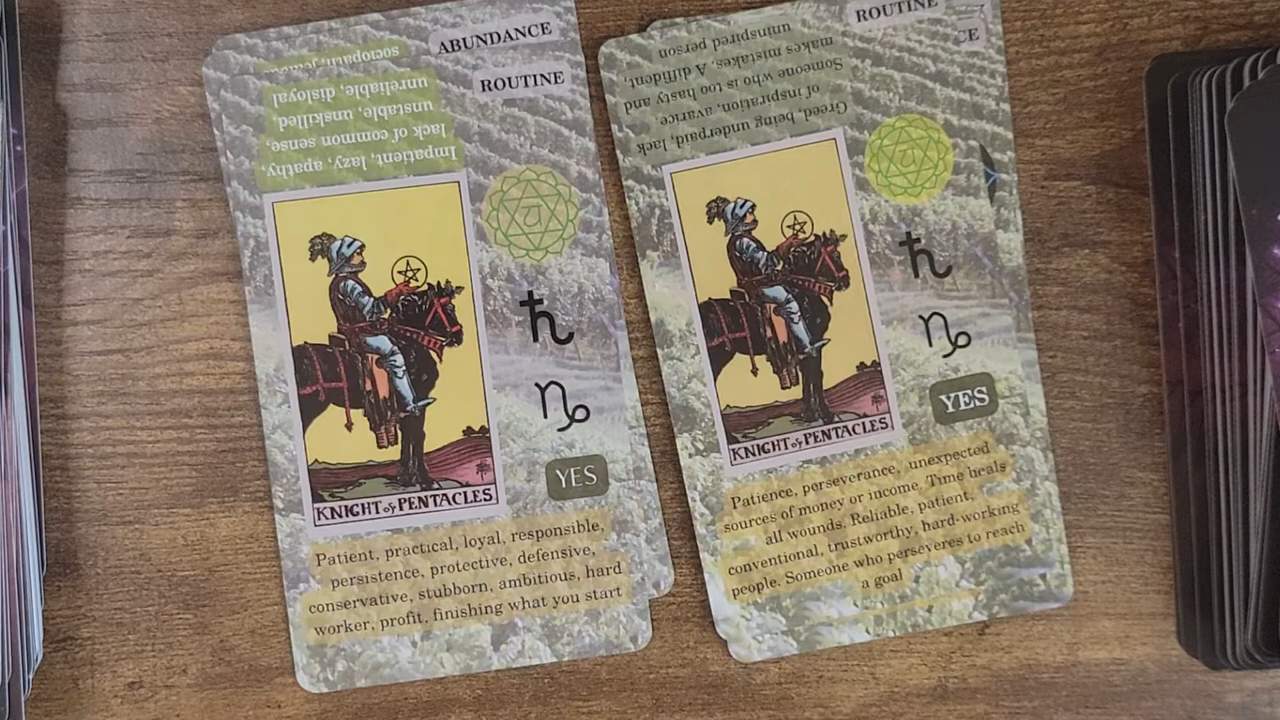 ABUNDANCE
ROUTINE
Impatient, lazy, apathy,
lack of common sense,
unstable, unskilled,
unreliable, disloyal
KNIGHT of PENTACLES
YES
Patient, practical, loyal, responsible,
persistence, protective, defensive,
conservative, stubborn, ambitious, hard
worker, profit, finishing what you start
ROUTINE
CE
Greed, being underpaid, lack
of inspiration, avarice.
Someone who is too hasty and
makes mistakes. A diffident,
uninspired person
KNIGHT of PENTACLES
YES
Patience, perseverance, unexpected
sources of money or income. Time heals
all wounds. Reliable, patient,
conventional, trustworthy, hard-working
people. Someone who perseveres to reach
a goal